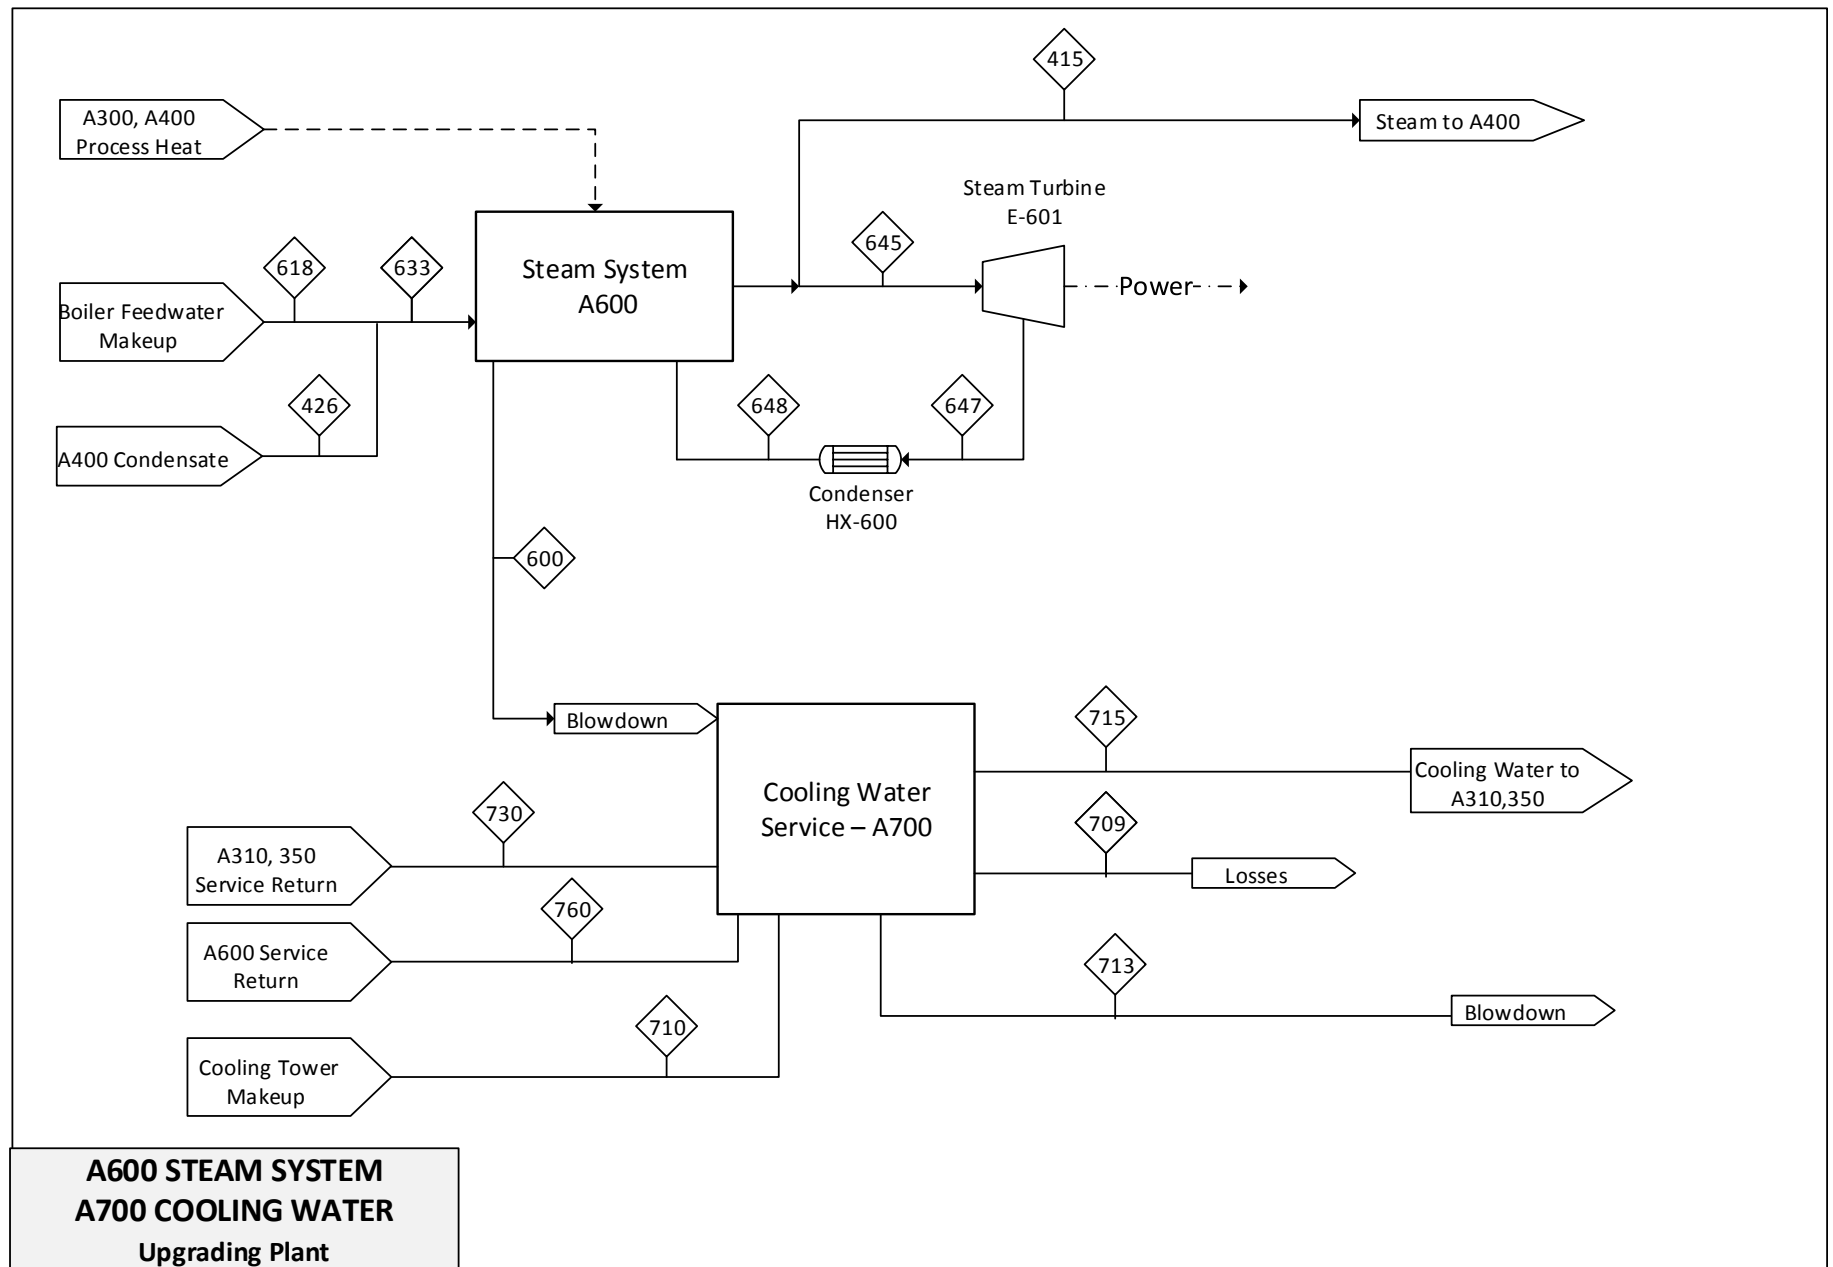 415
A300, A400
Process Heat
Steam to A400
Steam Turbine
E-601
618
633
645
Steam System
A600
Boiler Feedwater
Makeup
Power
426
648
647
A400 Condensate
Condenser
HX-600
600
Blowdown
715
Cooling Water to
A310,350
730
Cooling Water
Service – A700
709
A310, 350
Service Return
Losses
760
A600 Service
Return
713
710
Blowdown
Cooling Tower
Makeup
A600 STEAM SYSTEM
A700 COOLING WATER
Upgrading Plant